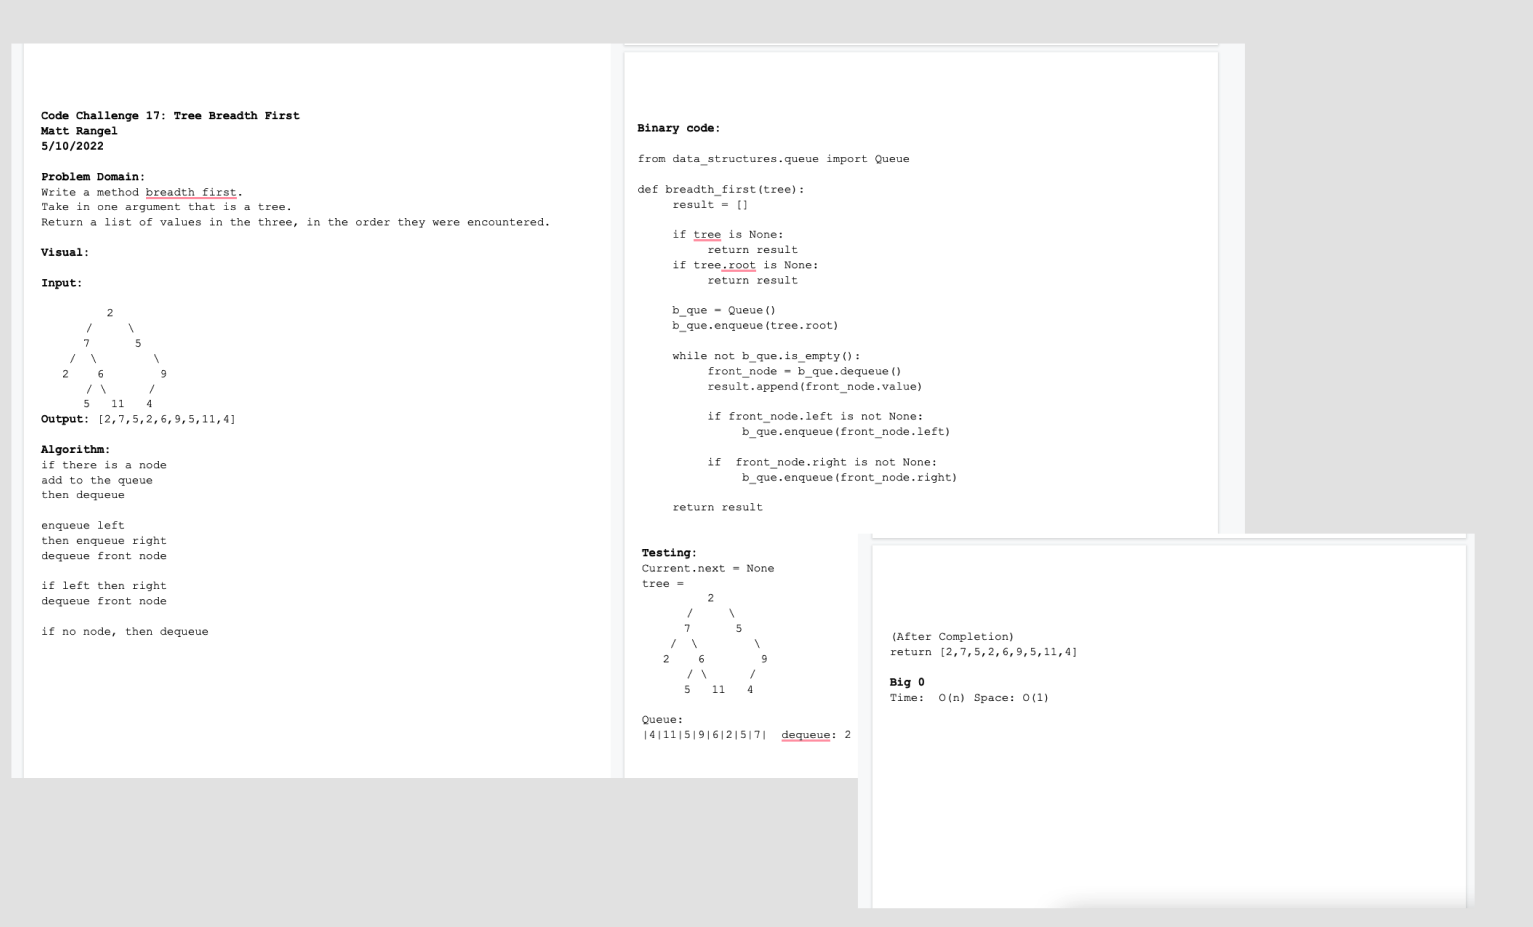 Code Challenge 17: Tree Breadth First
Matt Rangel
5/10/2022
Problem Domain:
Write a method breadth first.
Take in one argument that is a tree.
Return a list of values in the three, in the order they were encountered.
Visual:
Input:
2
/ \
7 5
/ \ \
2 6 9
/ \ /
5 11 4
Output: [2,7,5,2,6,9,5,11,4]
Algorithm:
if there is a node
add to the queue
then dequeue
enqueue left
then enqueue right
dequeue front node
if left then right
dequeue front node
if no node, then dequeue
Binary code:
from data_structures.queue import Queue
def breadth_first(tree):
result = []
if tree is None:
return result
if tree.root is None:
return result
b_que = Queue()
b_que.enqueue(tree.root)
while not b_que.is_empty():
front_node = b_que.dequeue()
result.append(front_node.value)
if front_node.left is not None:
b_que.enqueue(front_node.left)
if  front_node.right is not None:
b_que.enqueue(front_node.right)
return result
Testing:
Current.next = None
tree =
2
/ \
7 5
/ \ \
2 6 9
/ \ /
5 11 4
Queue:
|4|11|5|9|6|2|5|7|  dequeue: 2
(After Completion)
return [2,7,5,2,6,9,5,11,4]
Big O
Time:  O(n) Space: O(1)